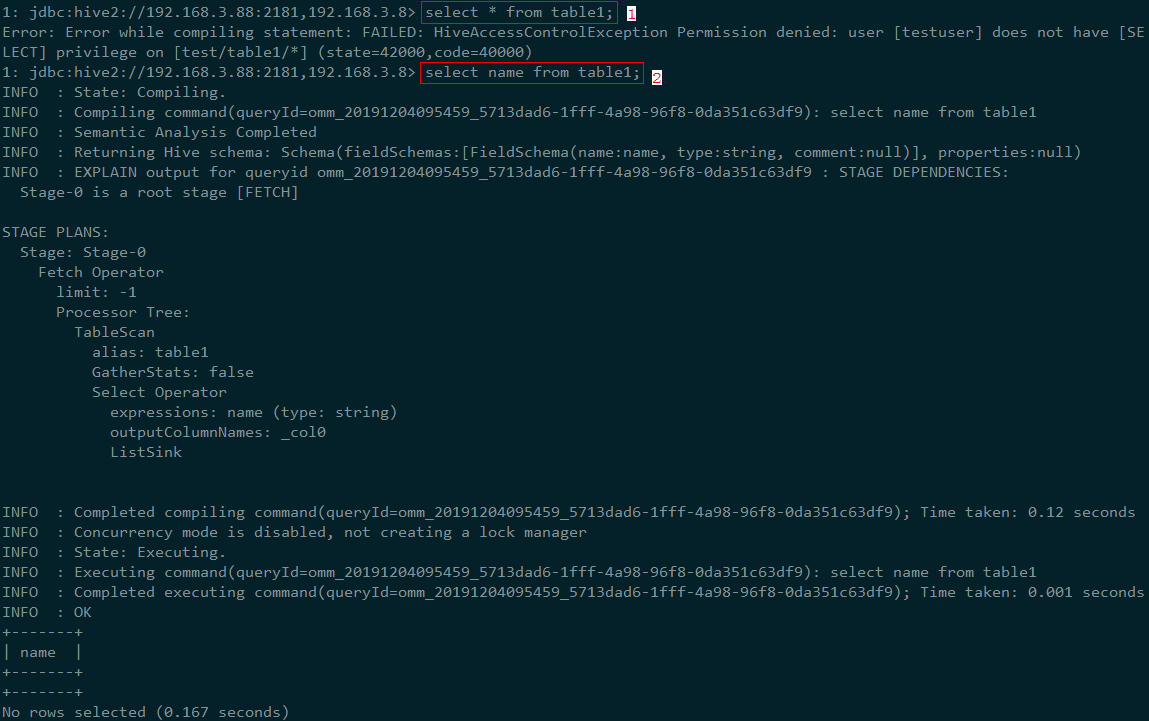 1: jdbc:hive2://192.168.3.88:2181,192.168.3.8> select * from table1; 1
Error: Error while compiling statement: FAILED: HiveAccessControlException Permission denied: user [testuser] does not have [SE
LECT] privilege on [test/table1/*] (state=42000,code=40000)
1: jdbc:hive2://192.168.3.88:2181,192.168.3.8> select name from table1; 2
INFO  : State: Compiling.
INFO  : Compiling command(queryId=omm_20191204095459_5713dad6-1fff-4a98-96f8-0da351c63df9): select name from table1
INFO  : Semantic Analysis Completed
INFO  : Returning Hive schema: Schema(fieldSchemas:[FieldSchema(name:name, type:string, comment:null)], properties:null)
INFO  : EXPLAIN output for queryid omm_20191204095459_5713dad6-1fff-4a98-96f8-0da351c63df9 : STAGE DEPENDENCIES:
  Stage-0 is a root stage [FETCH]

STAGE PLANS:
  Stage: Stage-0
    Fetch Operator
      limit: -1
      Processor Tree:
        TableScan
          alias: table1
          GatherStats: false
          Select Operator
            expressions: name (type: string)
            outputColumnNames: _col0
            ListSink

INFO  : Completed compiling command(queryId=omm_20191204095459_5713dad6-1fff-4a98-96f8-0da351c63df9); Time taken: 0.12 seconds
INFO  : Concurrency mode is disabled, not creating a lock manager
INFO  : State: Executing.
INFO  : Executing command(queryId=omm_20191204095459_5713dad6-1fff-4a98-96f8-0da351c63df9): select name from table1
INFO  : Completed executing command(queryId=omm_20191204095459_5713dad6-1fff-4a98-96f8-0da351c63df9); Time taken: 0.001 seconds
INFO  : OK
+-------+
| name  |
+-------+
+-------+
No rows selected (0.167 seconds)